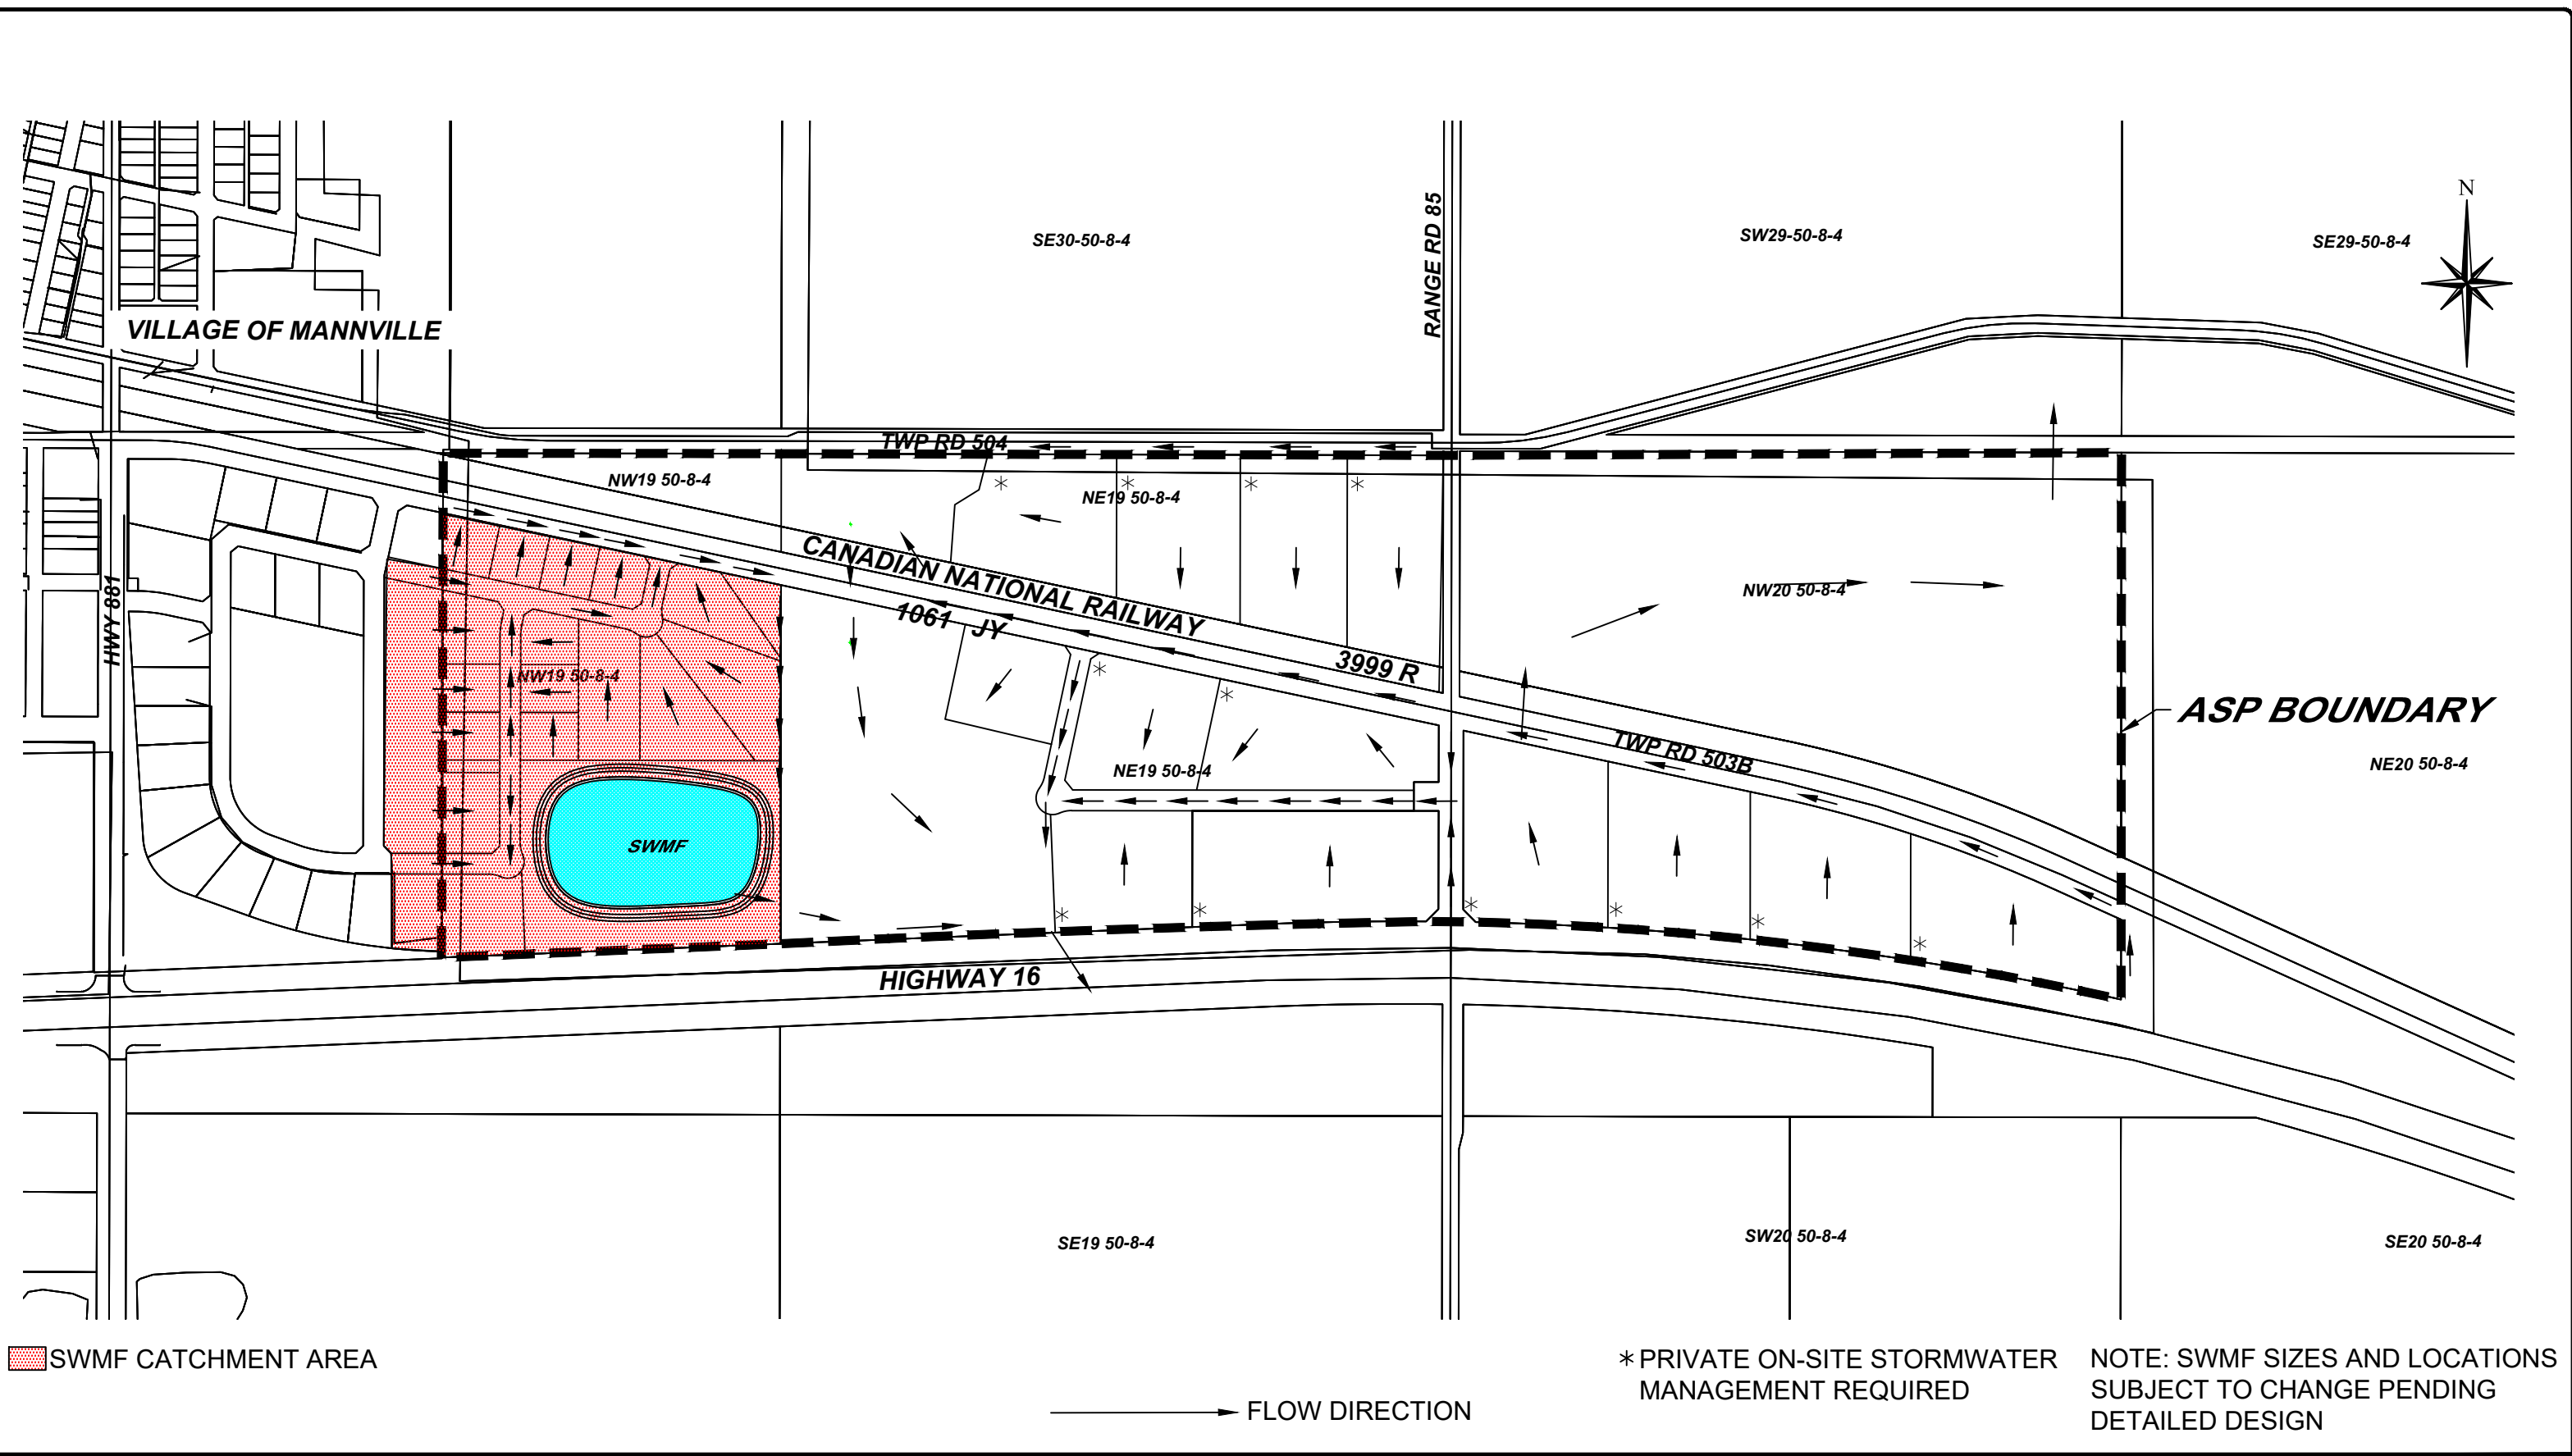 N
RANGE RD 85
SE30-50-8-4
SW29-50-8-4
SE29-50-8-4
VILLAGE OF MANNVILLE
TWP RD 504
NW19 50-8-4
NE19 50-8-4
CANADIAN NATIONAL RAILWAY
NW20 50-8-4
HWY 881
1061 JY
3999 R
NW19 50-8-4
ASP BOUNDARY
TWP RD 503B
NE19 50-8-4
NE20 50-8-4
SWMF
HIGHWAY 16
SE19 50-8-4
SW20 50-8-4
SE20 50-8-4
SWMF CATCHMENT AREA
FLOW DIRECTION
* PRIVATE ON-SITE STORMWATER
MANAGEMENT REQUIRED
NOTE: SWMF SIZES AND LOCATIONS
SUBJECT TO CHANGE PENDING
DETAILED DESIGN